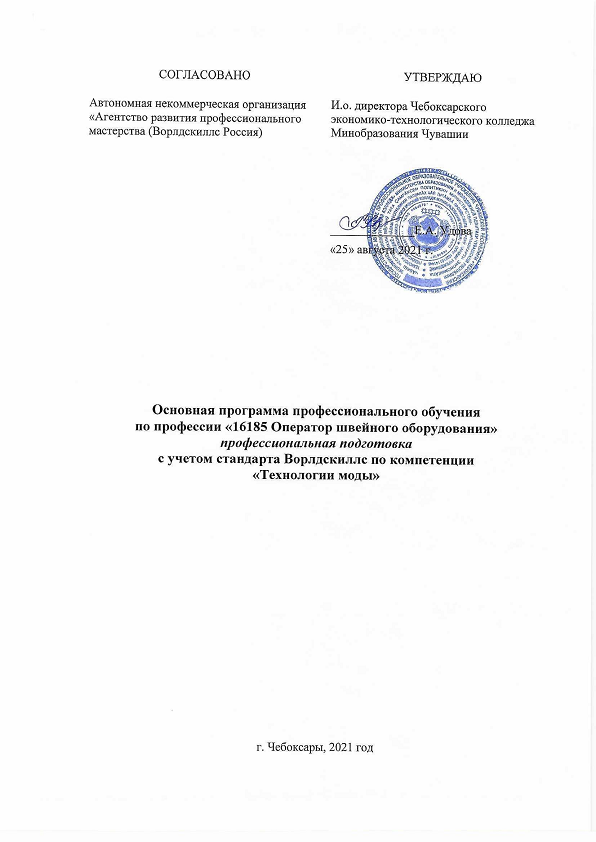 СОГЛАСОВАНО
Автономная некоммерческая организация
«Агентство развития профессионального
мастерства (Ворлдскиллс Россия)
УТВЕРЖДАЮ
И.о. директора Чебоксарского
экономико-технологического колледжа
Минобразования Чувашии
Е.А. Удова
«25» августа 2021 г.
Основная программа профессионального обучения
по профессии «16185 Оператор швейного оборудования»
профессиональная подготовка
с учетом стандарта Ворлдскиллс по компетенции
«Технологии моды»
г. Чебоксары, 2021 год